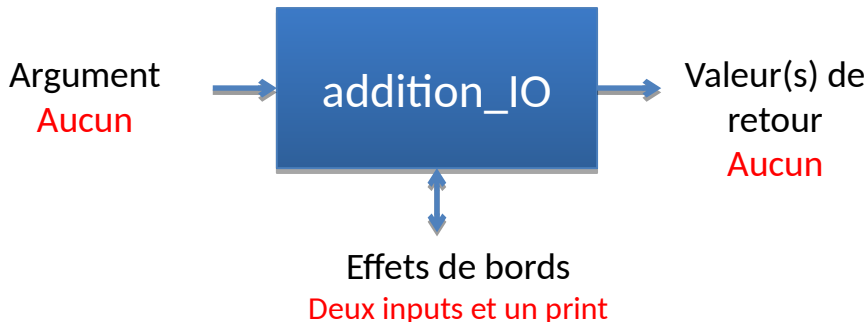 Argument
Aucun
addition_IO
Valeur(s) de
retour
Aucun
Effets de bords
Deux inputs et un print